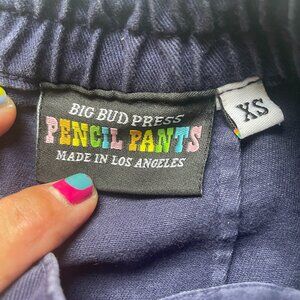 BIG BUD PRESS
PENCIL PANTS
MADE IN LOS ANGELES
XS